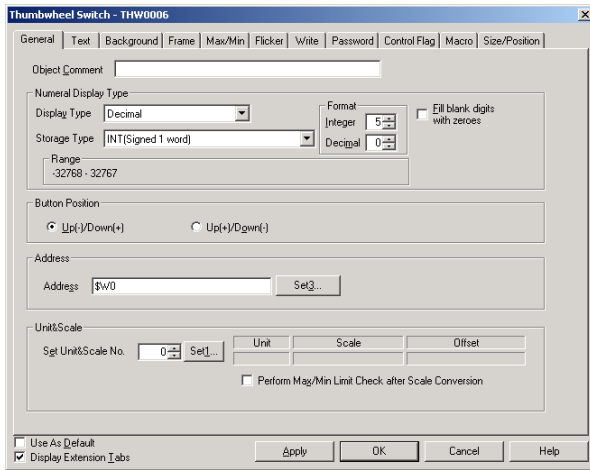 Thumbwheel Switch - THW0006
General Text Background Frame Max/Min Flicker Write Password Control Flag Macro Size/Position
Object Comment
Numeral Display Type
Display Type Decimal
Format
Integer 5
Decimal 0
Fill blank digits
with zeroes
Storage Type INT(Signed 1 word)
Range
-32768 - 32767
Button Position
Up(-)/Down(+) Up(+)/Down(-)
Address
Address $W0 Set3...
Unit&Scale
Set Unit&Scale No. 0 Set1... Unit Scale Offset
Perform Max/Min Limit Check after Scale Conversion
Use As Default
Display Extension Tabs
Apply OK Cancel Help